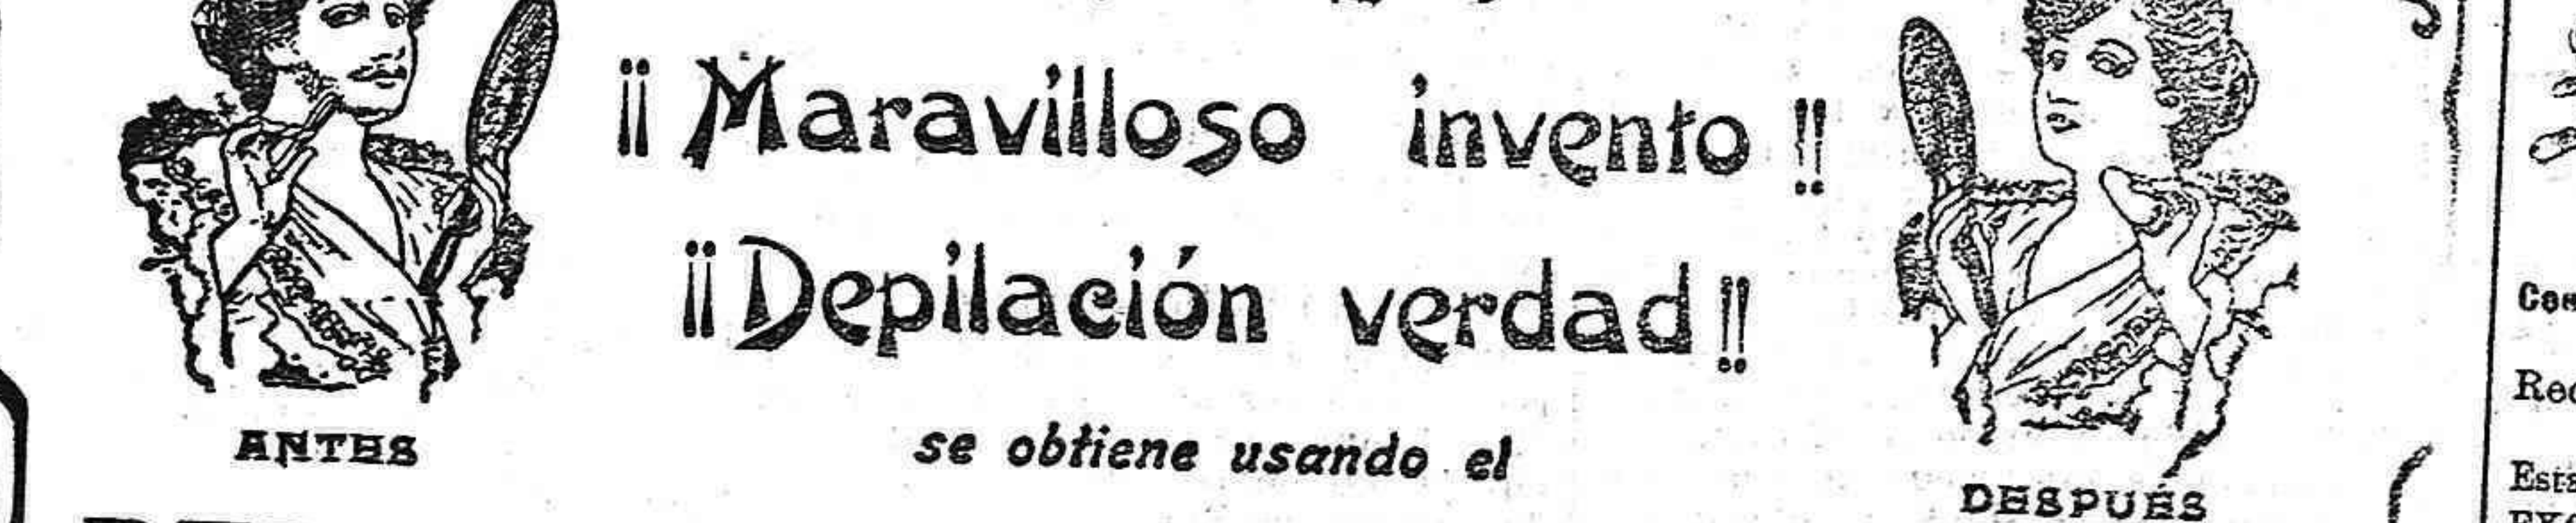 ¡¡Maravilloso invento!!
¡¡Depilación verdad!!
se obtiene usando el
ANTES
DESPUÉS